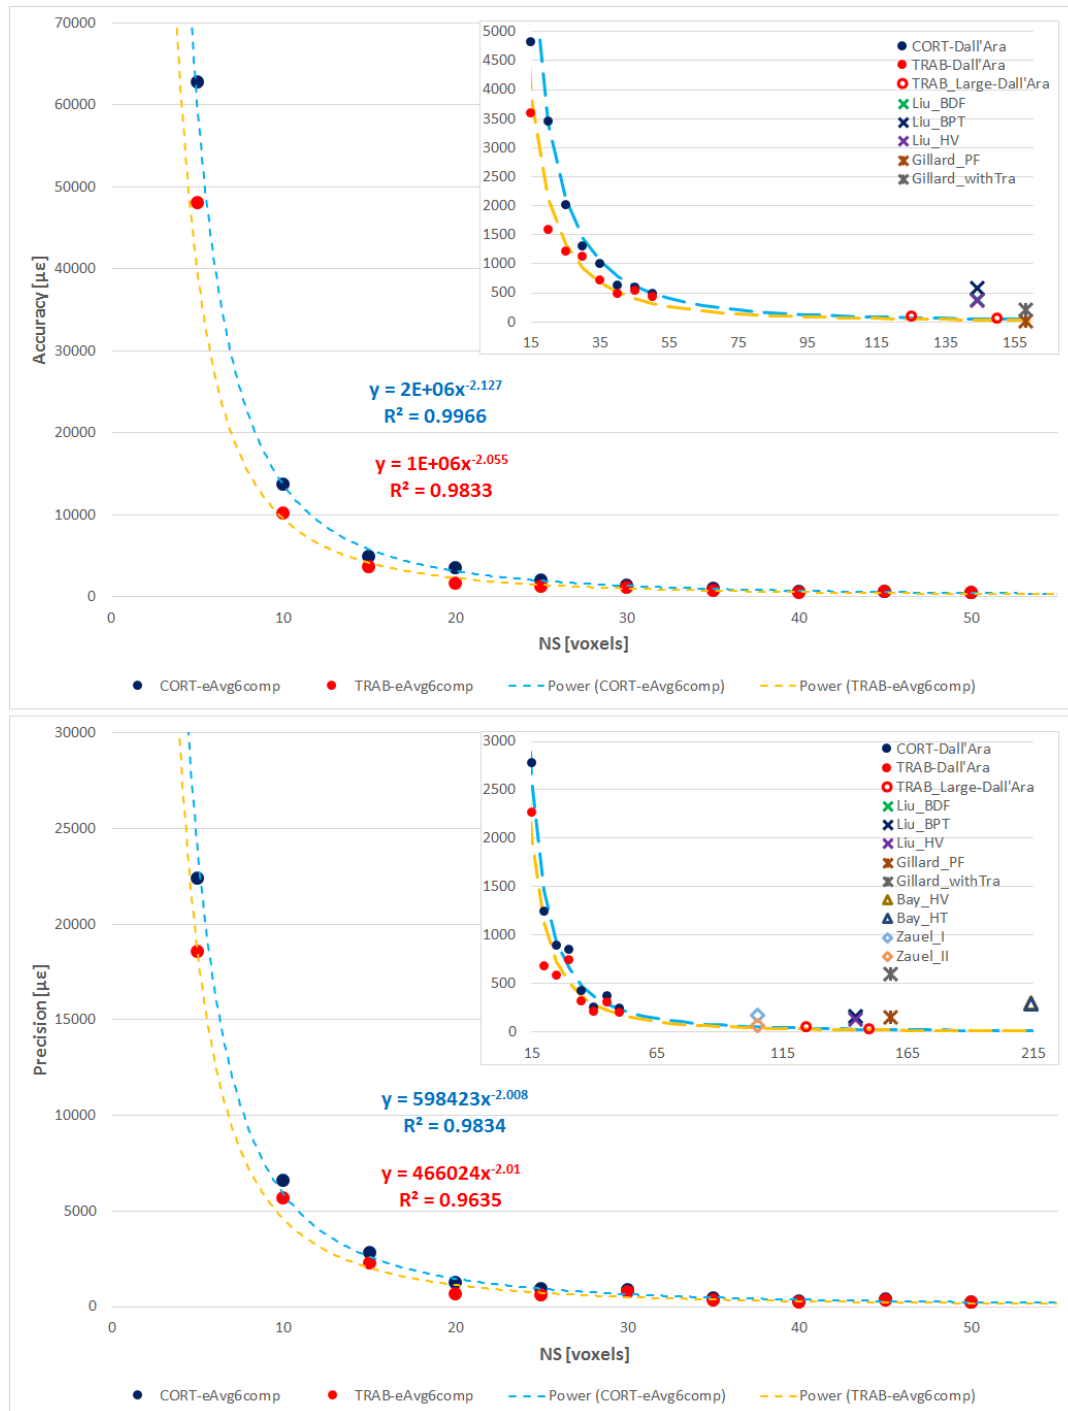 70000
60000
50000
40000
30000
20000
10000
0
Accuracy [µε]
0 10 20 30 40 50
NS [voxels]
y = 2E+06x^-2.127
R² = 0.9966
y = 1E+06x^-2.055
R² = 0.9833
5000
4500
4000
3500
3000
2500
2000
1500
1000
500
0
15 35 55 75 95 115 135 155
CORT-Dall'Ara
TRAB-Dall'Ara
TRAB_Large-Dall'Ara
Liu_BDF
Liu_BPT
Liu_HV
Gillard_PF
Gillard_withTra
CORT-eAvg6comp TRAB-eAvg6comp Power (CORT-eAvg6comp) Power (TRAB-eAvg6comp)
30000
25000
20000
15000
10000
5000
0
Precision [µε]
0 10 20 30 40 50
NS [voxels]
y = 598423x^-2.008
R² = 0.9834
y = 466024x^-2.01
R² = 0.9635
3000
2500
2000
1500
1000
500
0
15 65 115 165 215
CORT-Dall'Ara
TRAB-Dall'Ara
TRAB_Large-Dall'Ara
Liu_BDF
Liu_BPT
Liu_HV
Gillard_PF
Gillard_withTra
Bay_HV
Bay_HT
Zauel_I
Zauel_II
CORT-eAvg6comp TRAB-eAvg6comp Power (CORT-eAvg6comp) Power (TRAB-eAvg6comp)